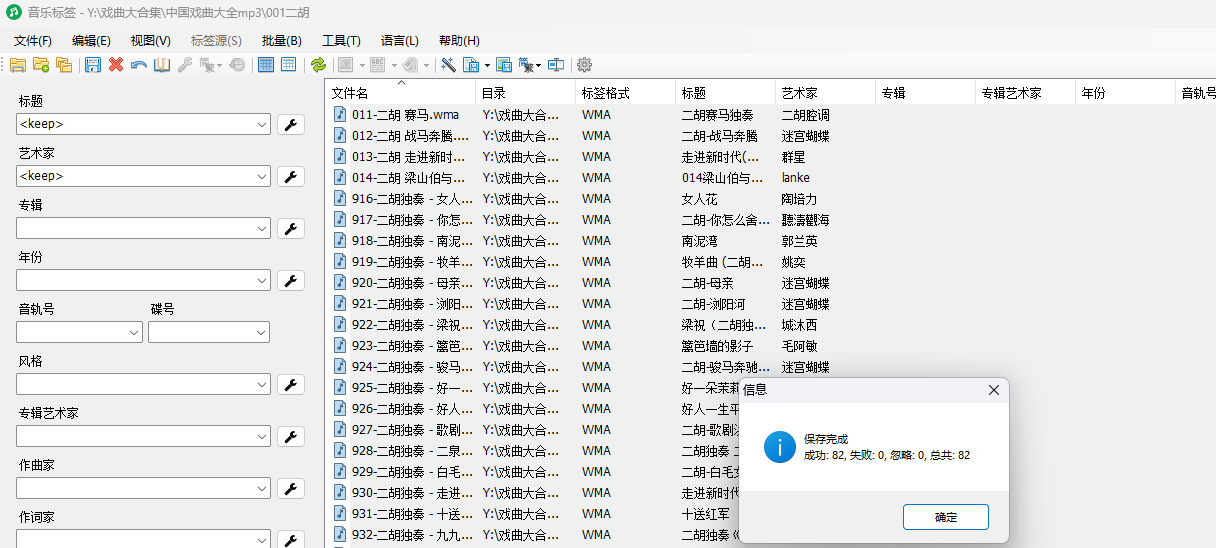 音乐标签 - Y:\戏曲大合集\中国戏曲大全mp3\001二胡
文件(F) 编辑(E) 视图(V) 标签源(S) 批量(B) 工具(T) 语言(L) 帮助(H)
标题
<keep>
艺术家
<keep>
专辑
年份
音轨号 碟号
风格
专辑艺术家
作曲家
作词家
文件名 目录 标签格式 标题 艺术家 专辑 专辑艺术家 年份 音轨号
011-二胡 赛马.wma Y:\戏曲大合... WMA 二胡赛马独奏 二胡腔调
012-二胡 战马奔腾.... Y:\戏曲大合... WMA 二胡-战马奔腾 迷宫蝴蝶
013-二胡 走进新时... Y:\戏曲大合... WMA 走进新时代(... 群星
014-二胡 梁山伯与... Y:\戏曲大合... WMA 014梁山伯与... lanke
916-二胡独奏 - 女人... Y:\戏曲大合... WMA 女人花 陶培力
917-二胡独奏 - 你怎... Y:\戏曲大合... WMA 二胡-你怎么舍... 聽濤觀海
918-二胡独奏 - 南泥... Y:\戏曲大合... WMA 南泥湾 郭兰英
919-二胡独奏 - 牧羊... Y:\戏曲大合... WMA 牧羊曲 (二胡... 姚奕
920-二胡独奏 - 母亲... Y:\戏曲大合... WMA 二胡-母亲 迷宫蝴蝶
921-二胡独奏 - 浏阳... Y:\戏曲大合... WMA 二胡-浏阳河 迷宫蝴蝶
922-二胡独奏 - 梁祝... Y:\戏曲大合... WMA 梁祝（二胡独... 城沐西
923-二胡独奏 - 篱笆... Y:\戏曲大合... WMA 篱笆墙的影子 毛阿敏
924-二胡独奏 - 骏马... Y:\戏曲大合... WMA 二胡-骏马奔驰... 迷宫蝴蝶
925-二胡独奏 - 好一... Y:\戏曲大合... WMA 好一朵茉莉
926-二胡独奏 - 好人... Y:\戏曲大合... WMA 好人一生平
927-二胡独奏 - 歌剧... Y:\戏曲大合... WMA 二胡-歌剧
928-二胡独奏 - 二泉... Y:\戏曲大合... WMA 二胡独奏 二
929-二胡独奏 - 白毛... Y:\戏曲大合... WMA 二胡-白毛女
930-二胡独奏 - 走进... Y:\戏曲大合... WMA 走进新时代
931-二胡独奏 - 十送... Y:\戏曲大合... WMA 十送红军
932-二胡独奏 - 九九... Y:\戏曲大合... WMA 二胡独奏《
信息
保存完成
成功: 82, 失败: 0, 忽略: 0, 总共: 82
确定